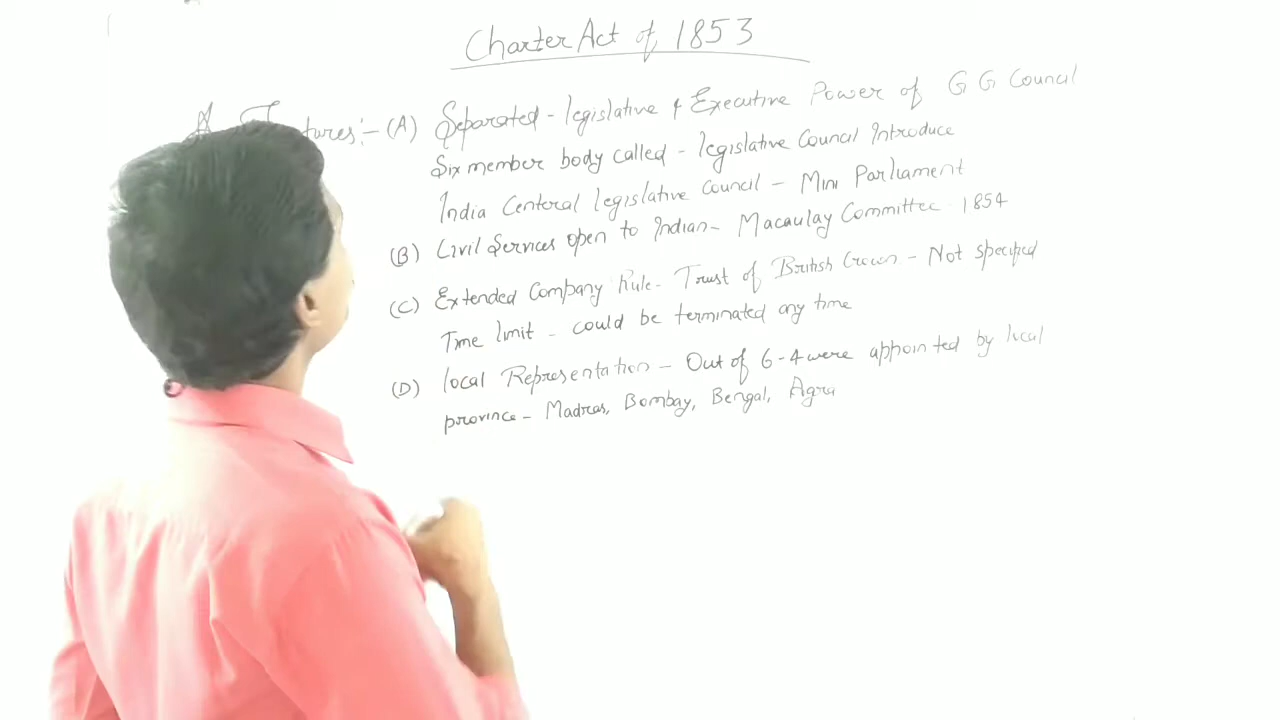 Charter Act of 1853
tures:- (A) Separated - legislative & Executive Power of G G Council
Six member body called - legislative Council Introduce
India Centeral legislative Council - Mini Parliament
(B) Civil Services open to Indian - Macaulay Committee - 1854
(C) Extended Company Rule - Trust of British Crown - Not specified
Time limit - could be terminated any time
(D) local Representation - Out of 6 - 4 were appointed by local
province - Madras, Bombay, Bengal, Agra